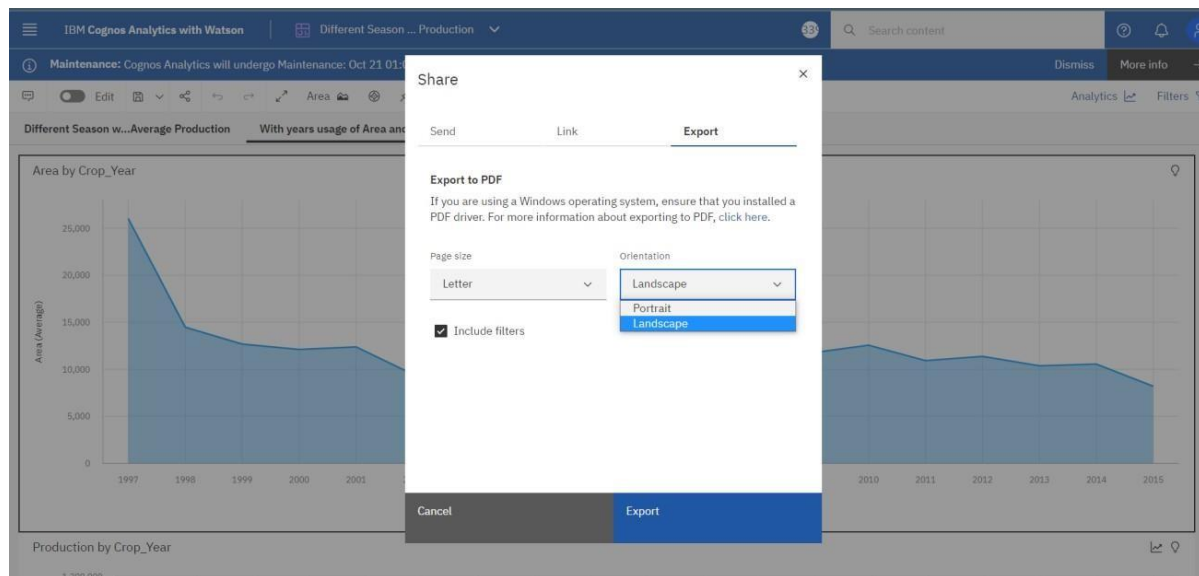 IBM Cognos Analytics with Watson
Different Season ... Production
Search content
Maintenance: Cognos Analytics will undergo Maintenance: Oct 21 01:
Dismiss
More info
Edit
Area
Analytics
Filters
Different Season w...Average Production
With years usage of Area and
Share
Send
Link
Export
Export to PDF
If you are using a Windows operating system, ensure that you installed a
PDF driver. For more information about exporting to PDF, click here.
Page size
Orientation
Letter
Landscape
Portrait
Landscape
Include filters
Cancel
Export
Area by Crop_Year
Area (Average)
25,000
20,000
15,000
10,000
5,000
0
1997 1998 1999 2000 2001 2010 2011 2012 2013 2014 2015
Production by Crop_Year